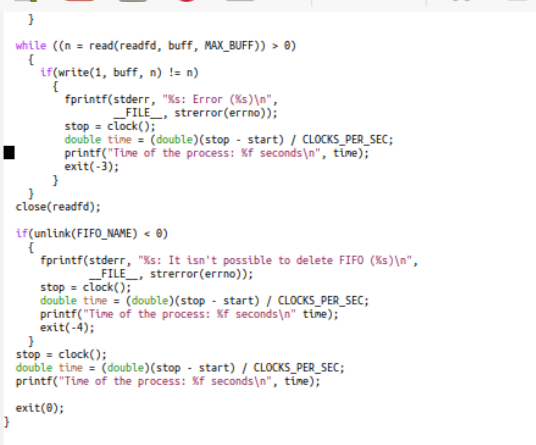 }
while ((n = read(readfd, buff, MAX_BUFF)) > 0)
{
if(write(1, buff, n) != n)
{
fprintf(stderr, "%s: Error (%s)\n",
__FILE__, strerror(errno));
stop = clock();
double time = (double)(stop - start) / CLOCKS_PER_SEC;
printf("Time of the process: %f seconds\n", time);
exit(-3);
}
}
close(readfd);
if(unlink(FIFO_NAME) < 0)
{
fprintf(stderr, "%s: It isn't possible to delete FIFO (%s)\n",
__FILE__, strerror(errno));
stop = clock();
double time = (double)(stop - start) / CLOCKS_PER_SEC;
printf("Time of the process: %f seconds\n" time);
exit(-4);
}
stop = clock();
double time = (double)(stop - start) / CLOCKS_PER_SEC;
printf("Time of the process: %f seconds\n", time);
exit(0);
}